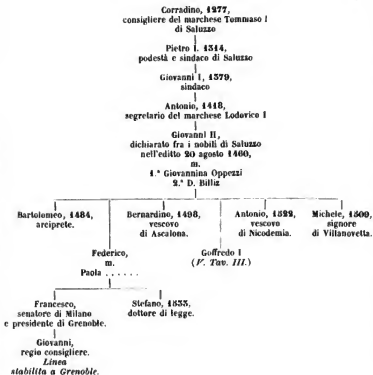 Corradino, 1277,
consigliere del marchese Tommaso I
di Saluzzo
Pietro I. 1314,
podestà e sindaco di Saluzzo
Giovanni I, 1379,
sindaco
Antonio, 1418,
segretario del marchese Lodovico I
Giovanni II,
dichiarato fra i nobili di Saluzzo
nell'editto 20 agosto 1460,
m.
1.ª Giovannina Oppezzi
2.ª D. Billia
Bartolomeo, 1484,
arciprete.
Bernardino, 1498,
vescovo
di Ascalona.
Antonio, 1522,
vescovo
di Nicodemia.
Michele, 1509,
signore
di Villanovetta.
Federico,
m.
Paola . . . . . .
Goffredo I
(V. Tav. III.)
Francesco,
senatore di Milano
e presidente di Grenoble.
Stefano, 1533,
dottore di legge.
Giovanni,
regio consigliere.
Linea
stabilita a Grenoble.